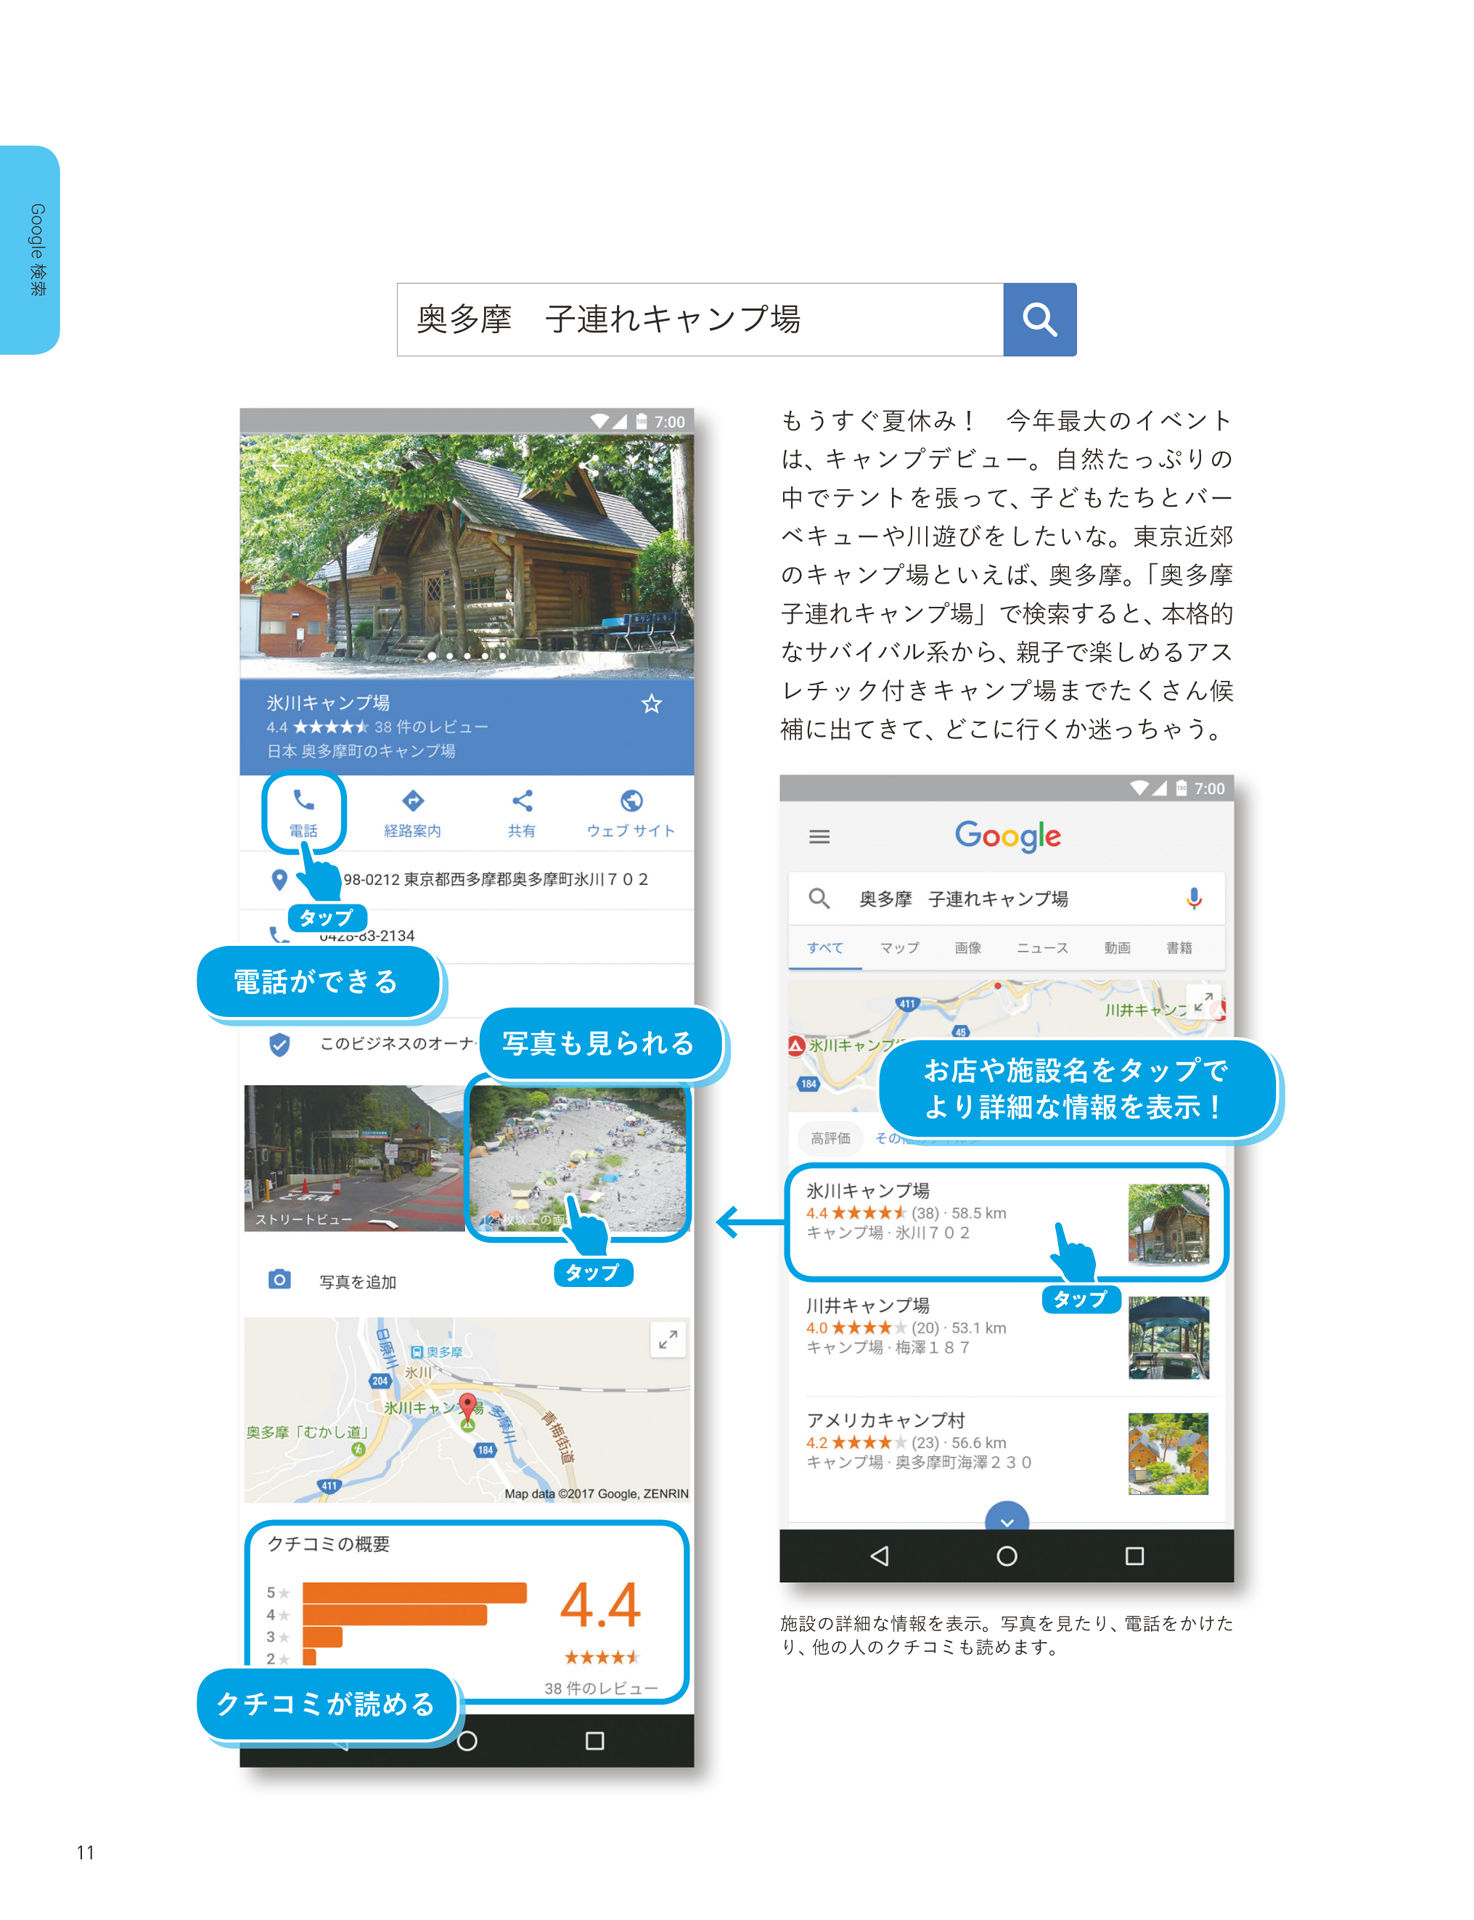 Google 検索
奥多摩　子連れキャンプ場
もうすぐ夏休み！　今年最大のイベント
は、キャンプデビュー。自然たっぷりの
中でテントを張って、子どもたちとバー
ベキューや川遊びをしたいな。東京近郊
のキャンプ場といえば、奥多摩。「奥多摩
子連れキャンプ場」で検索すると、本格的
なサバイバル系から、親子で楽しめるアス
レチック付きキャンプ場までたくさん候
補に出てきて、どこに行くか迷っちゃう。
7:00
Google
奥多摩　子連れキャンプ場
すべて マップ 画像 ニュース 動画 書籍
411
川井キャンプ
45
氷川キャンプ
184
お店や施設名をタップで
より詳細な情報を表示！
高評価
氷川キャンプ場
4.4 ★★★★★ (38) · 58.5 km
キャンプ場 · 氷川７０２
タップ
川井キャンプ場
4.0 ★★★★★ (20) · 53.1 km
キャンプ場 · 梅澤１８７
アメリカキャンプ村
4.2 ★★★★★ (23) · 56.6 km
キャンプ場 · 奥多摩町海澤２３０
施設の詳細な情報を表示。写真を見たり、電話をかけた
り、他の人のクチコミも読めます。
7:00
氷川キャンプ場
4.4 ★★★★★ 38 件のレビュー
日本 奥多摩町のキャンプ場
電話 経路案内 共有 ウェブ サイト
98-0212 東京都西多摩郡奥多摩町氷川７０２
タップ
0428-83-2134
電話ができる
このビジネスのオーナ
写真も見られる
ストリートビュー
タップ
写真を追加
日原川
奥多摩
204
氷川
氷川キャンプ場
多摩川
青梅街道
奥多摩「むかし道」
184
411
Map data ©2017 Google, ZENRIN
クチコミの概要
5 ★
4 ★
3 ★
2 ★
4.4
★★★★★
38 件のレビュー
クチコミが読める
11